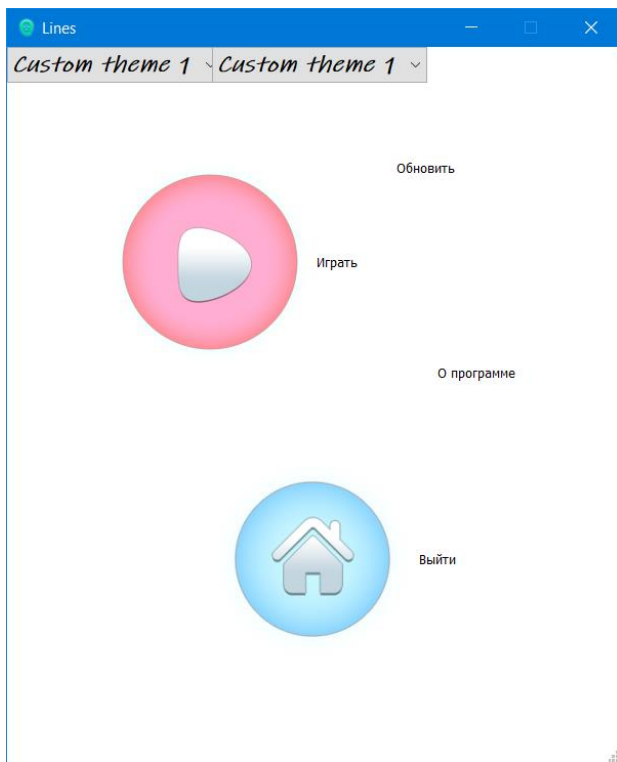 Lines
Custom theme 1 Custom theme 1
Обновить
Играть
О программе
Выйти